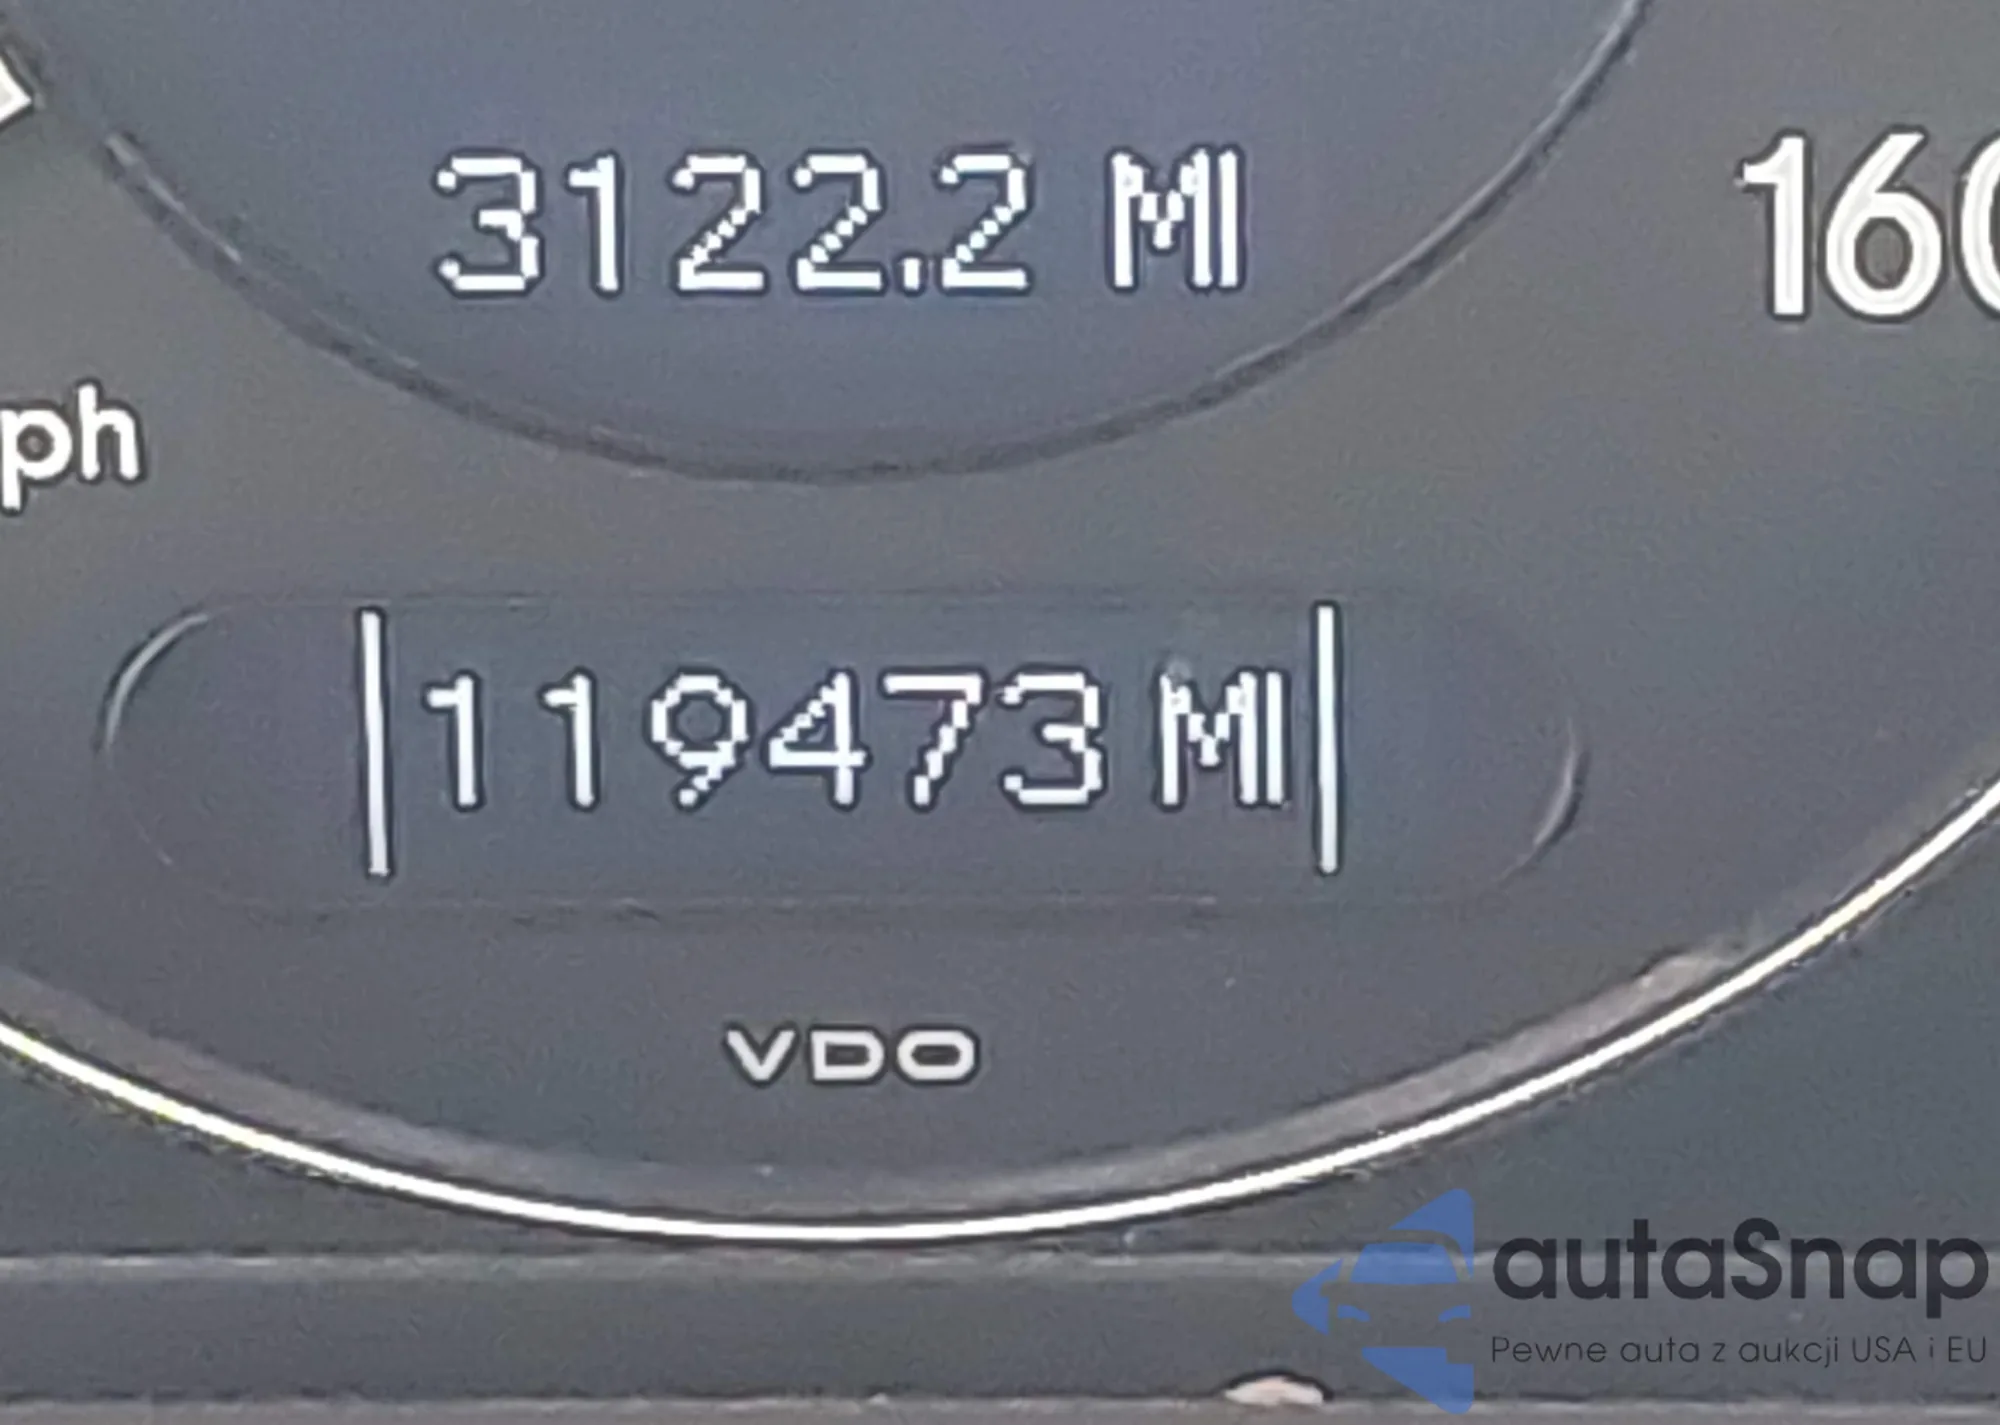 3122.2 MI
160
ph
119473 MI
VDO
autaSnap
Pewne auta z aukcji USA i EU